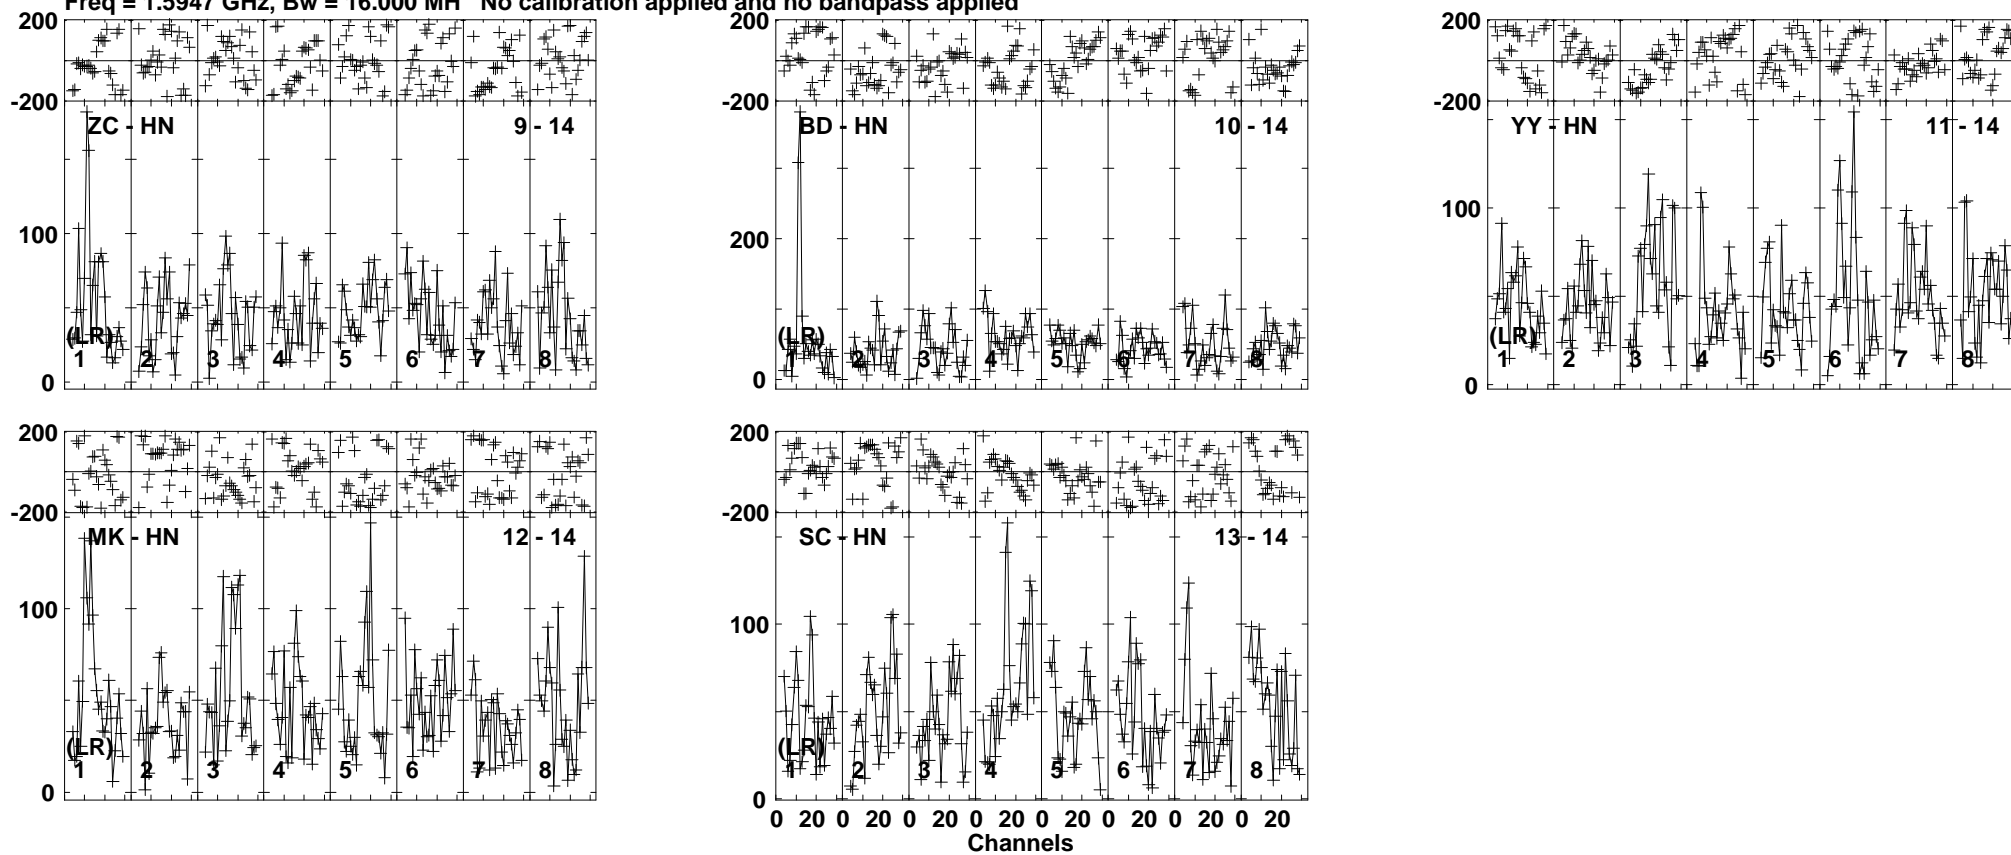 Freq = 1.5947 GHz, Bw = 16.000 MH No calibration applied and no bandpass applied
200
-200
ZC - HN 9 - 14
100
0
(LR)
1 2 3 4 5 6 7 8
200
-200
BD - HN 10 - 14
200
0
(LR)
1 2 3 4 5 6 7 8
200
-200
YY - HN 11 - 14
100
0
(LR)
1 2 3 4 5 6 7 8
200
-200
MK - HN 12 - 14
100
0
(LR)
1 2 3 4 5 6 7 8
200
-200
SC - HN 13 - 14
100
0
(LR)
1 2 3 4 5 6 7 8
0 20 0 20 0 20 0 20 0 20 0 20 0 20 0 20
Channels